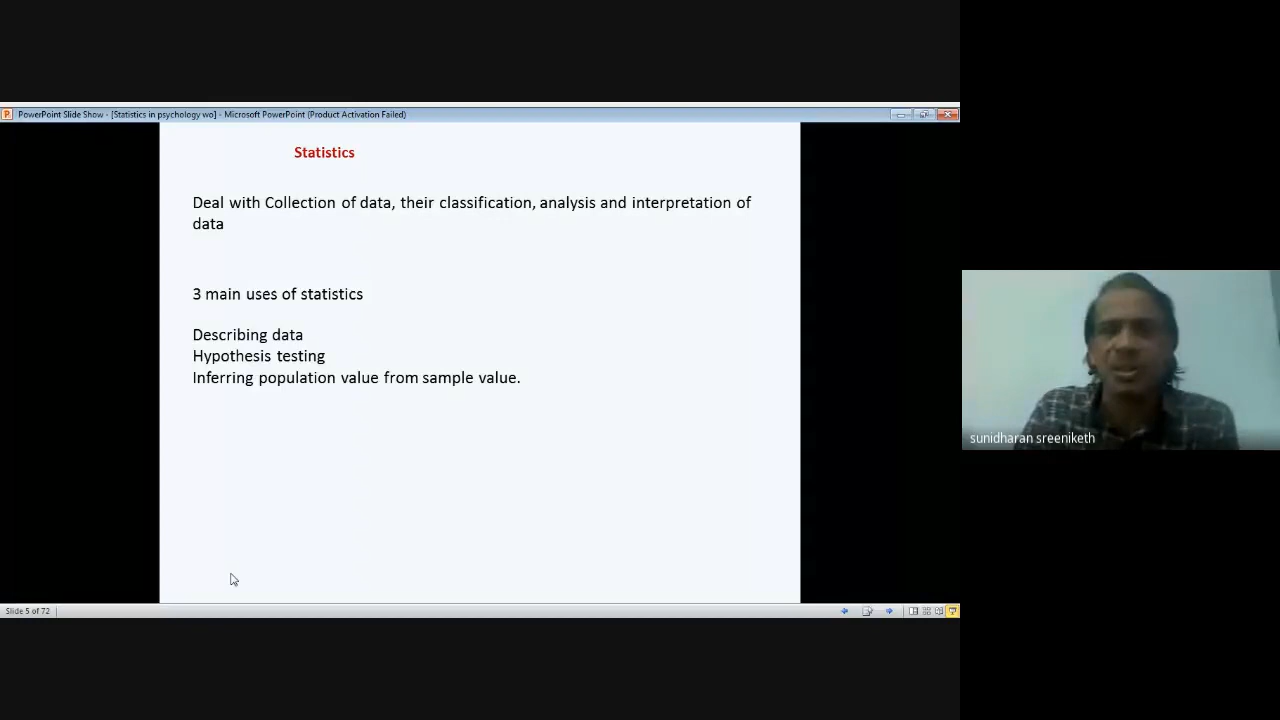 PowerPoint Slide Show - [Statistics in psychology wo] - Microsoft PowerPoint (Product Activation Failed)
Statistics
Deal with Collection of data, their classification, analysis and interpretation of
data
3 main uses of statistics
Describing data
Hypothesis testing
Inferring population value from sample value.
sunidharan sreeniketh
Slide 5 of 72